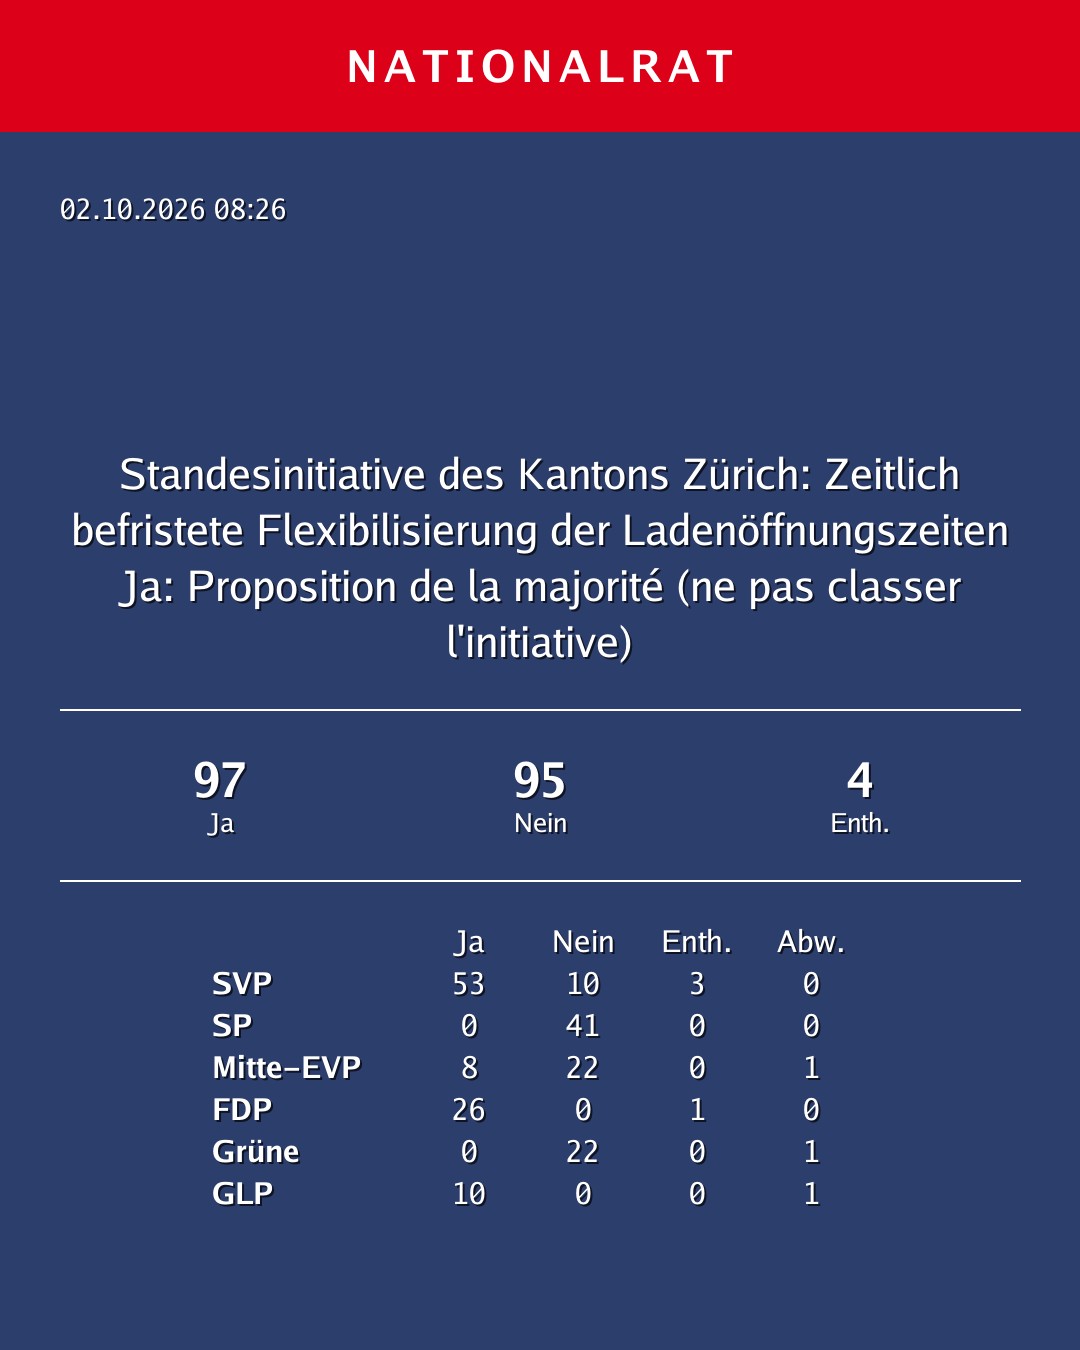 NATIONALRAT
02.10.2026 08:26
Standesinitiative des Kantons Zürich: Zeitlich
befristete Flexibilisierung der Ladenöffnungszeiten
Ja: Proposition de la majorité (ne pas classer
l'initiative)
97 95 4
Ja Nein Enth.
Ja Nein Enth. Abw.
SVP 53 10 3 0
SP 0 41 0 0
Mitte–EVP 8 22 0 1
FDP 26 0 1 0
Grüne 0 22 0 1
GLP 10 0 0 1